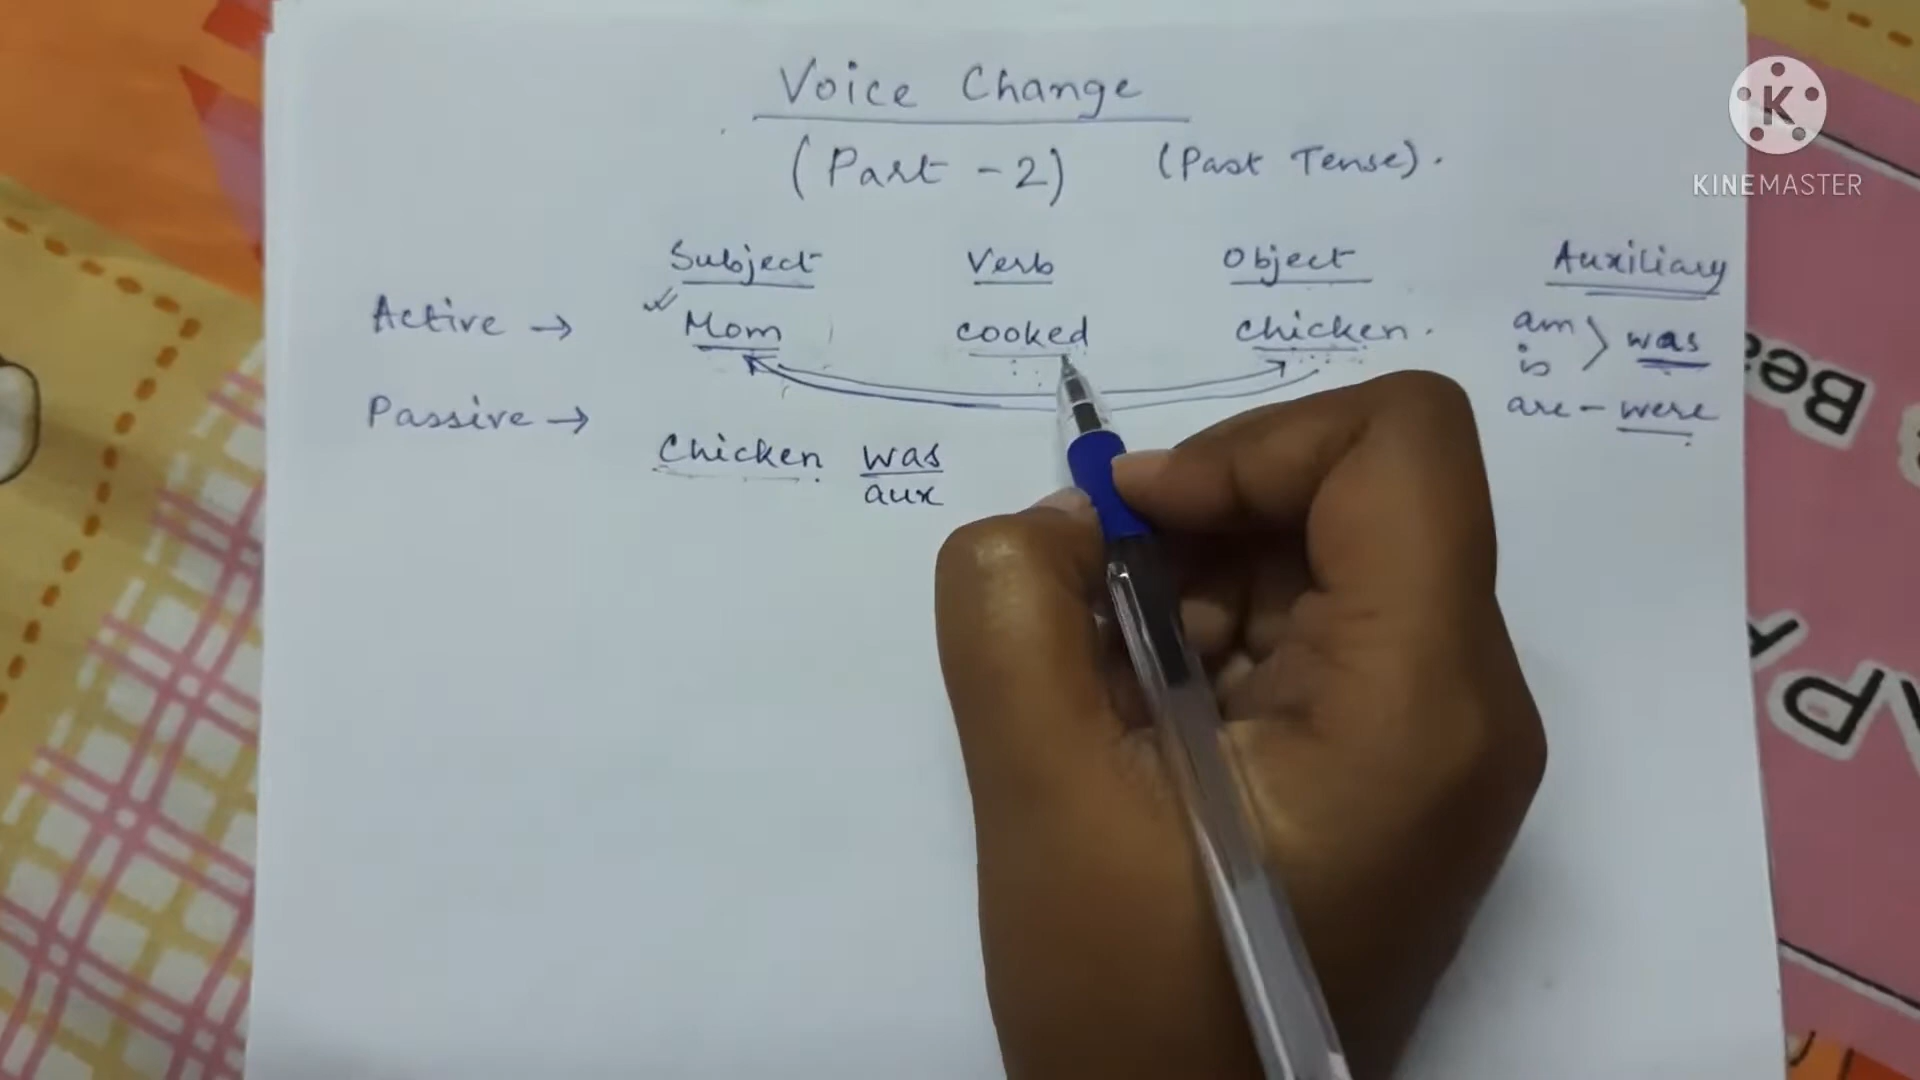 Voice Change
(Part - 2) (Past Tense).
Subject Verb Object Auxiliary
Active → Mom cooked chicken. am
is > was
Passive → are - were
Chicken was
aux
K
KINEMASTER
Bea